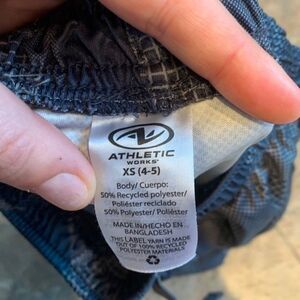 ATHLETIC
WORKS
XS (4-5)
Body/ Cuerpo:
50% Recycled polyester/
Poliéster reciclado
50% Polyester/ Poliéster
MADE IN/HECHO EN
BANGLADESH
THIS LABEL YARN IS MADE
OUT OF 100% RECYCLED
POLYESTER MATERIALS